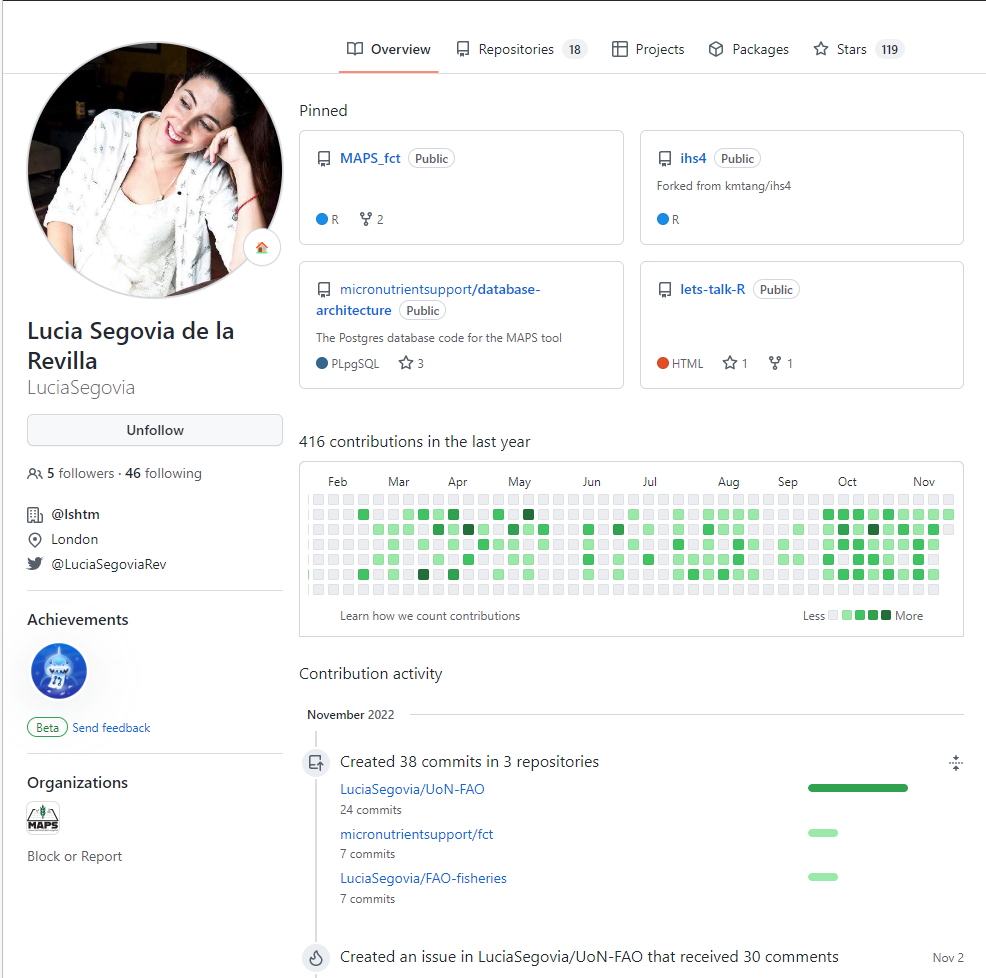 Overview
Repositories 18
Projects
Packages
Stars 119
Lucia Segovia de la
Revilla
LuciaSegovia
Unfollow
5 followers · 46 following
@lshtm
London
@LuciaSegoviaRev
Achievements
Beta Send feedback
Organizations
MAPS
Block or Report
Pinned
MAPS_fct Public
R 2
ihs4 Public
Forked from kmtang/ihs4
R
micronutrientsupport/database-
architecture Public
The Postgres database code for the MAPS tool
PLpgSQL 3
lets-talk-R Public
HTML 1 1
416 contributions in the last year
Feb Mar Apr May Jun Jul Aug Sep Oct Nov
Learn how we count contributions
Less More
Contribution activity
November 2022
Created 38 commits in 3 repositories
LuciaSegovia/UoN-FAO
24 commits
micronutrientsupport/fct
7 commits
LuciaSegovia/FAO-fisheries
7 commits
Created an issue in LuciaSegovia/UoN-FAO that received 30 comments Nov 2